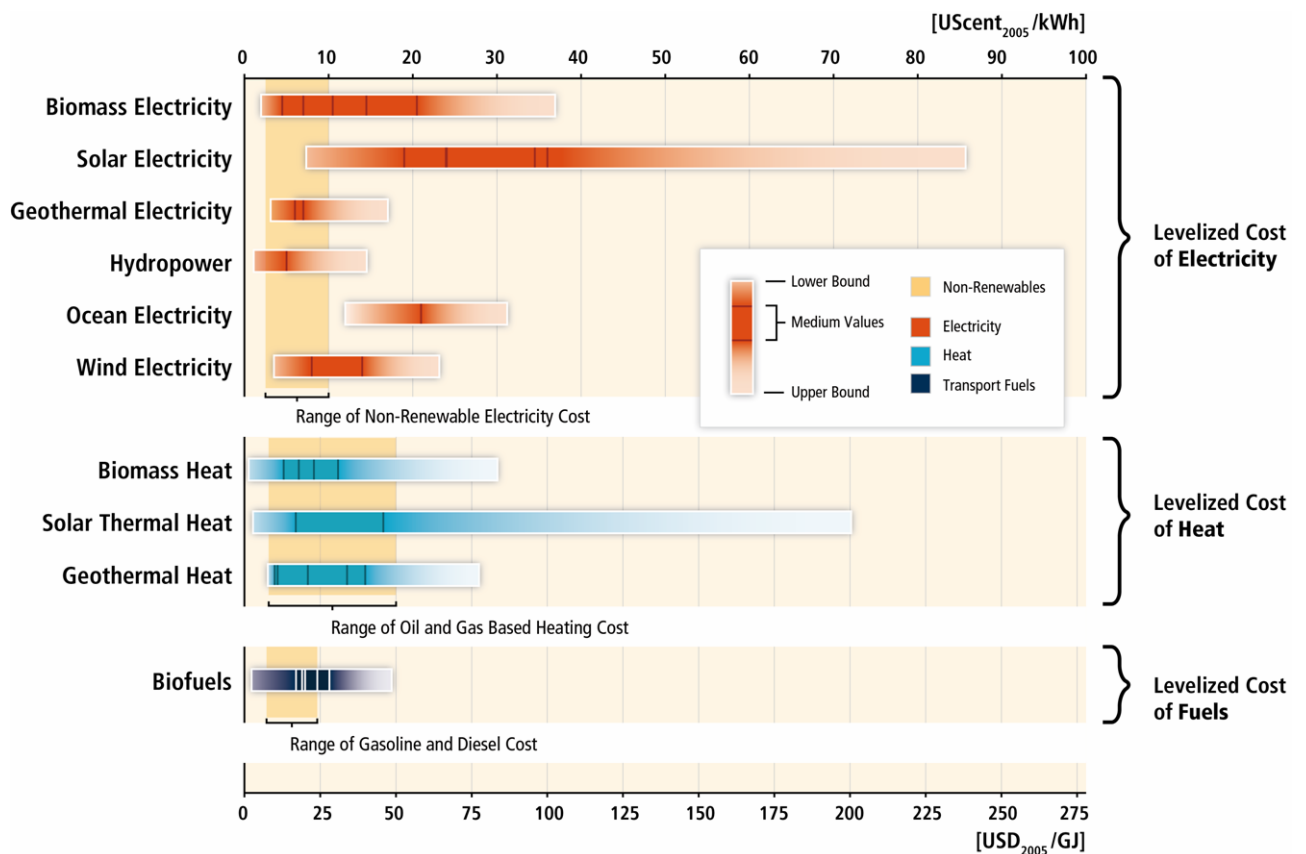 [UScent2005/kWh]
0 10 20 30 40 50 60 70 80 90 100
Biomass Electricity
Solar Electricity
Geothermal Electricity
Hydropower
Ocean Electricity
Wind Electricity
Range of Non-Renewable Electricity Cost
Lower Bound
Medium Values
Upper Bound
Non-Renewables
Electricity
Heat
Transport Fuels
Levelized Cost
of Electricity
Biomass Heat
Solar Thermal Heat
Geothermal Heat
Range of Oil and Gas Based Heating Cost
Levelized Cost
of Heat
Biofuels
Range of Gasoline and Diesel Cost
Levelized Cost
of Fuels
0 25 50 75 100 125 150 175 200 225 250 275
[USD2005/GJ]